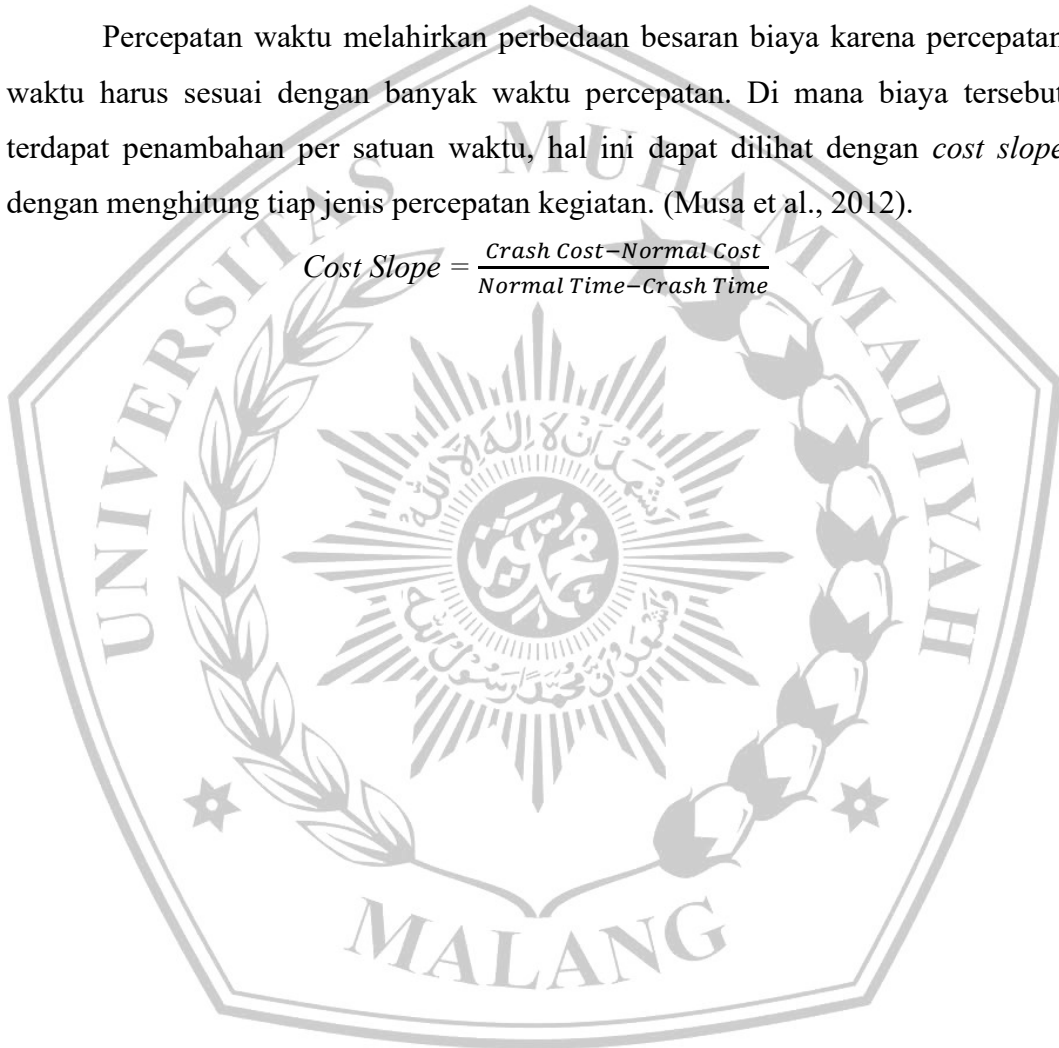 Percepatan waktu melahirkan perbedaan besaran biaya karena percepatan
waktu harus sesuai dengan banyak waktu percepatan. Di mana biaya tersebut
terdapat penambahan per satuan waktu, hal ini dapat dilihat dengan cost slope
dengan menghitung tiap jenis percepatan kegiatan. (Musa et al., 2012).
Cost Slope = Crash Cost−Normal Cost
Normal Time−Crash Time
UNIVERSITAS MUHAMMADIYAH
MALANG